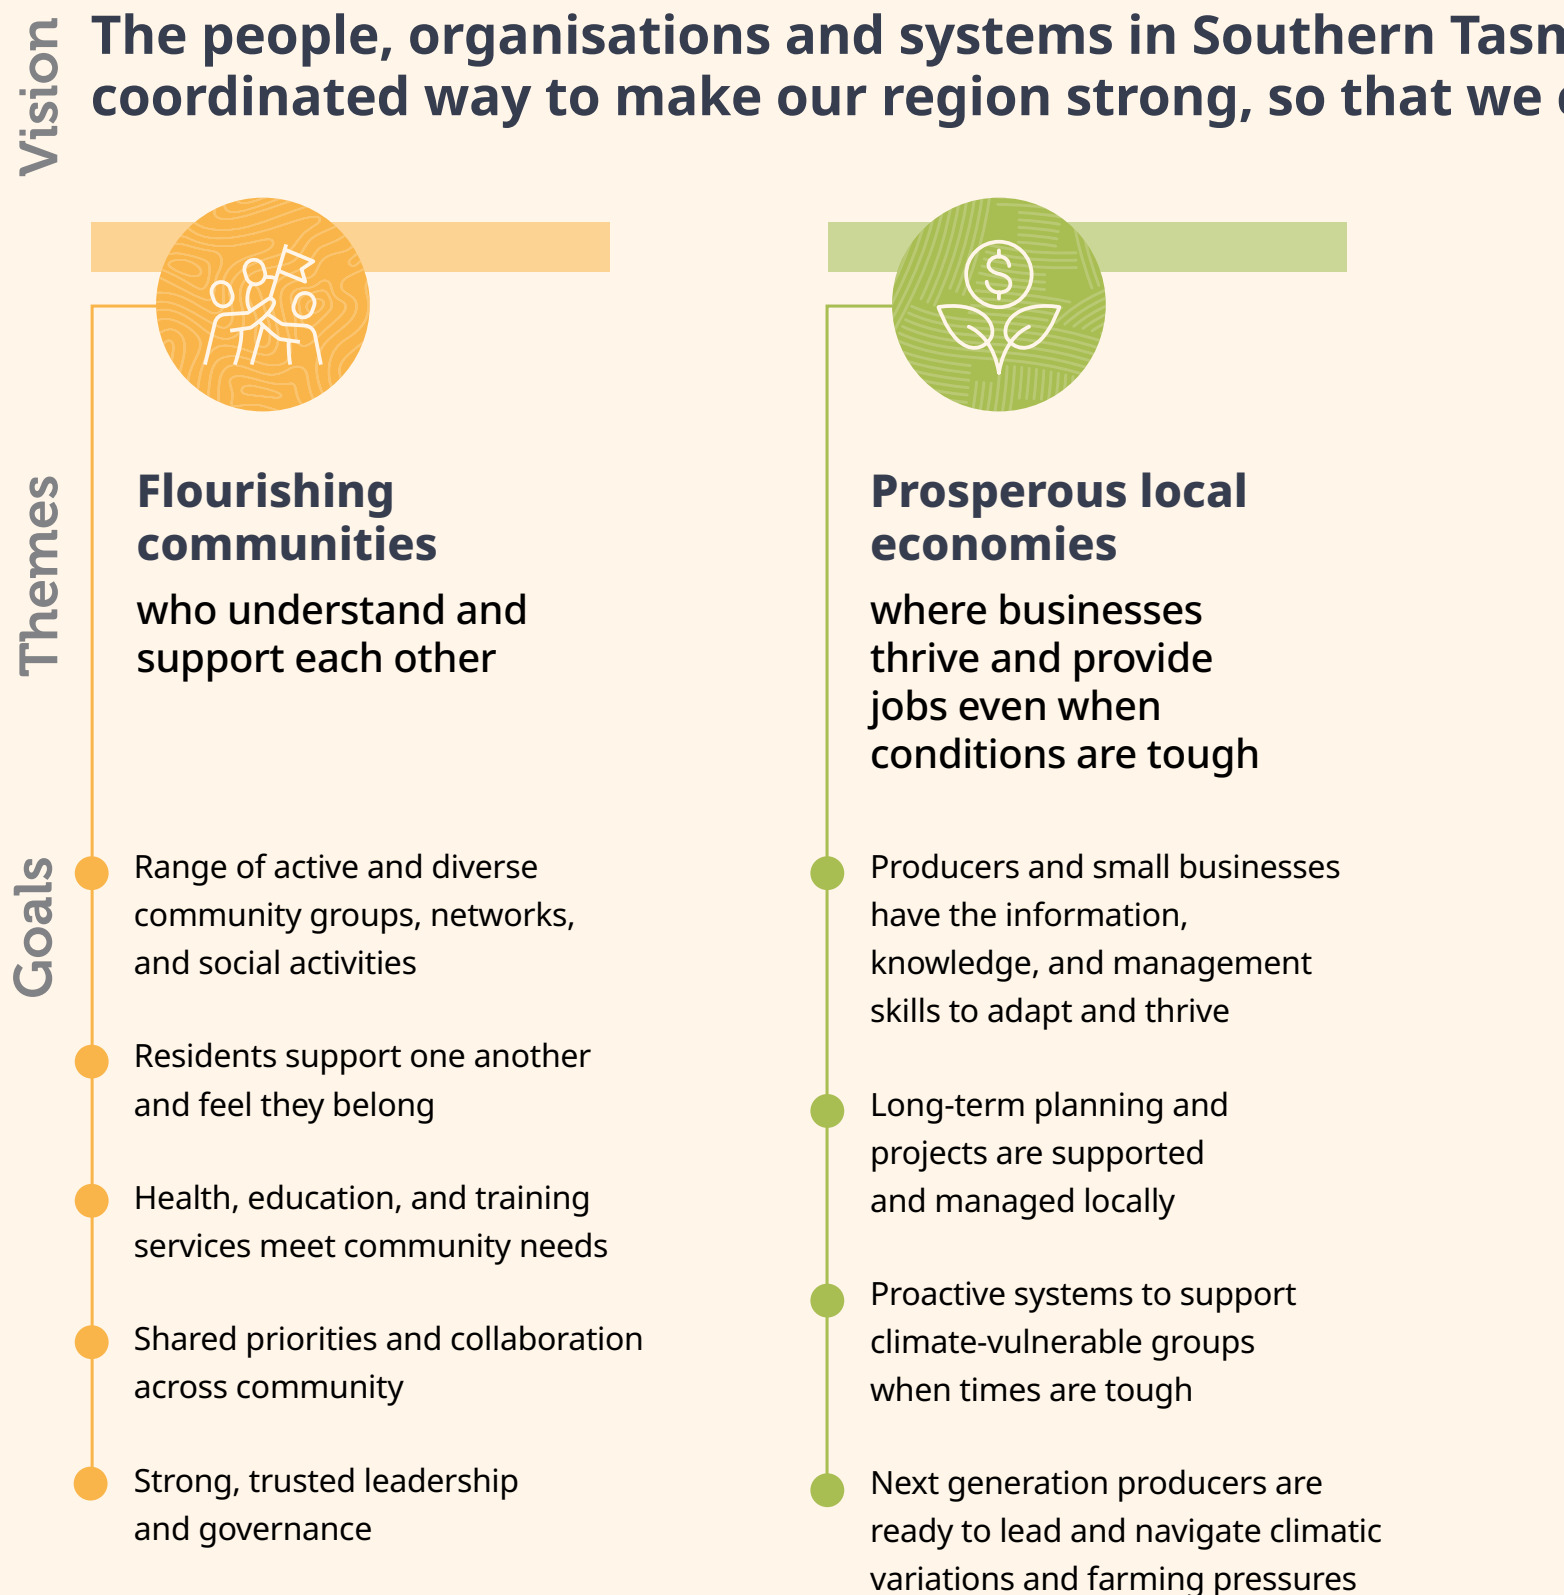 Vision
The people, organisations and systems in Southern
coordinated way to make our region strong, so that we
Themes
Flourishing
communities
who understand and
support each other
Prosperous local
economies
where businesses
thrive and provide
jobs even when
conditions are tough
Goals
Range of active and diverse
community groups, networks,
and social activities
Residents support one another
and feel they belong
Health, education, and training
services meet community needs
Shared priorities and collaboration
across community
Strong, trusted leadership
and governance
Producers and small businesses
have the information,
knowledge, and management
skills to adapt and thrive
Long-term planning and
projects are supported
and managed locally
Proactive systems to support
climate-vulnerable groups
when times are tough
Next generation producers are
ready to lead and navigate climatic
variations and farming pressures